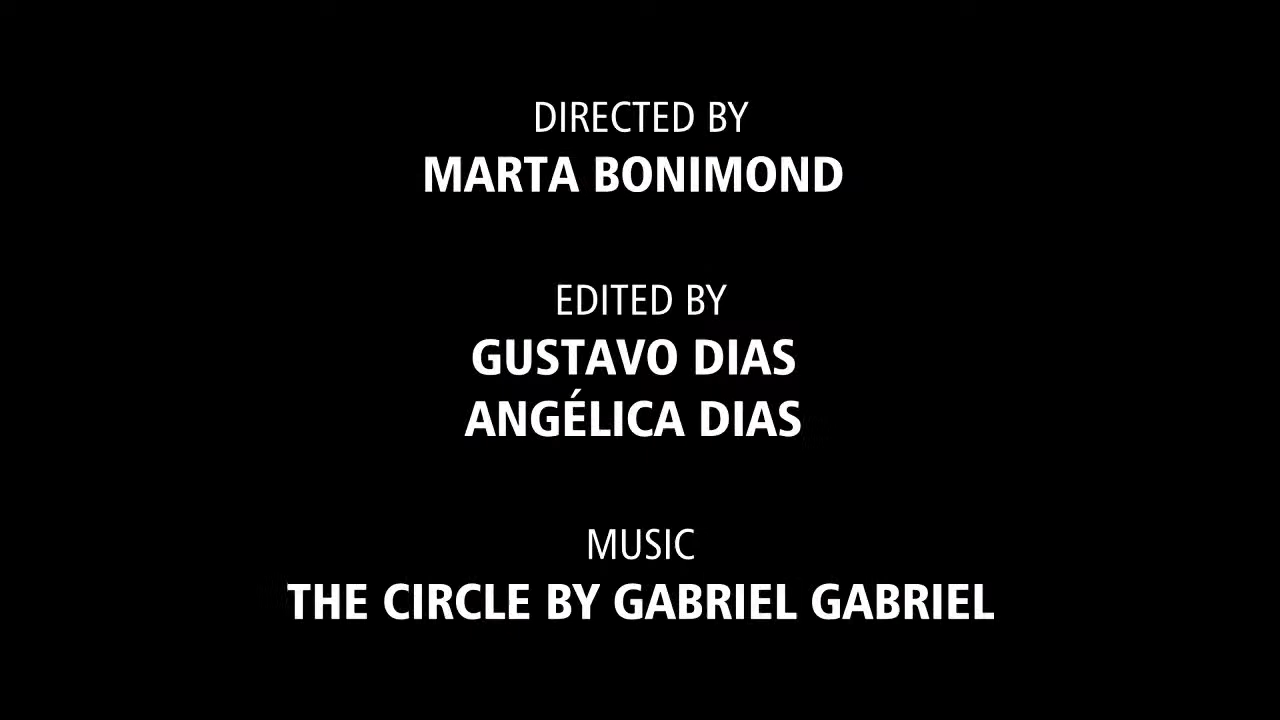 DIRECTED BY
MARTA BONIMOND
EDITED BY
GUSTAVO DIAS
ANGÉLICA DIAS
MUSIC
THE CIRCLE BY GABRIEL GABRIEL